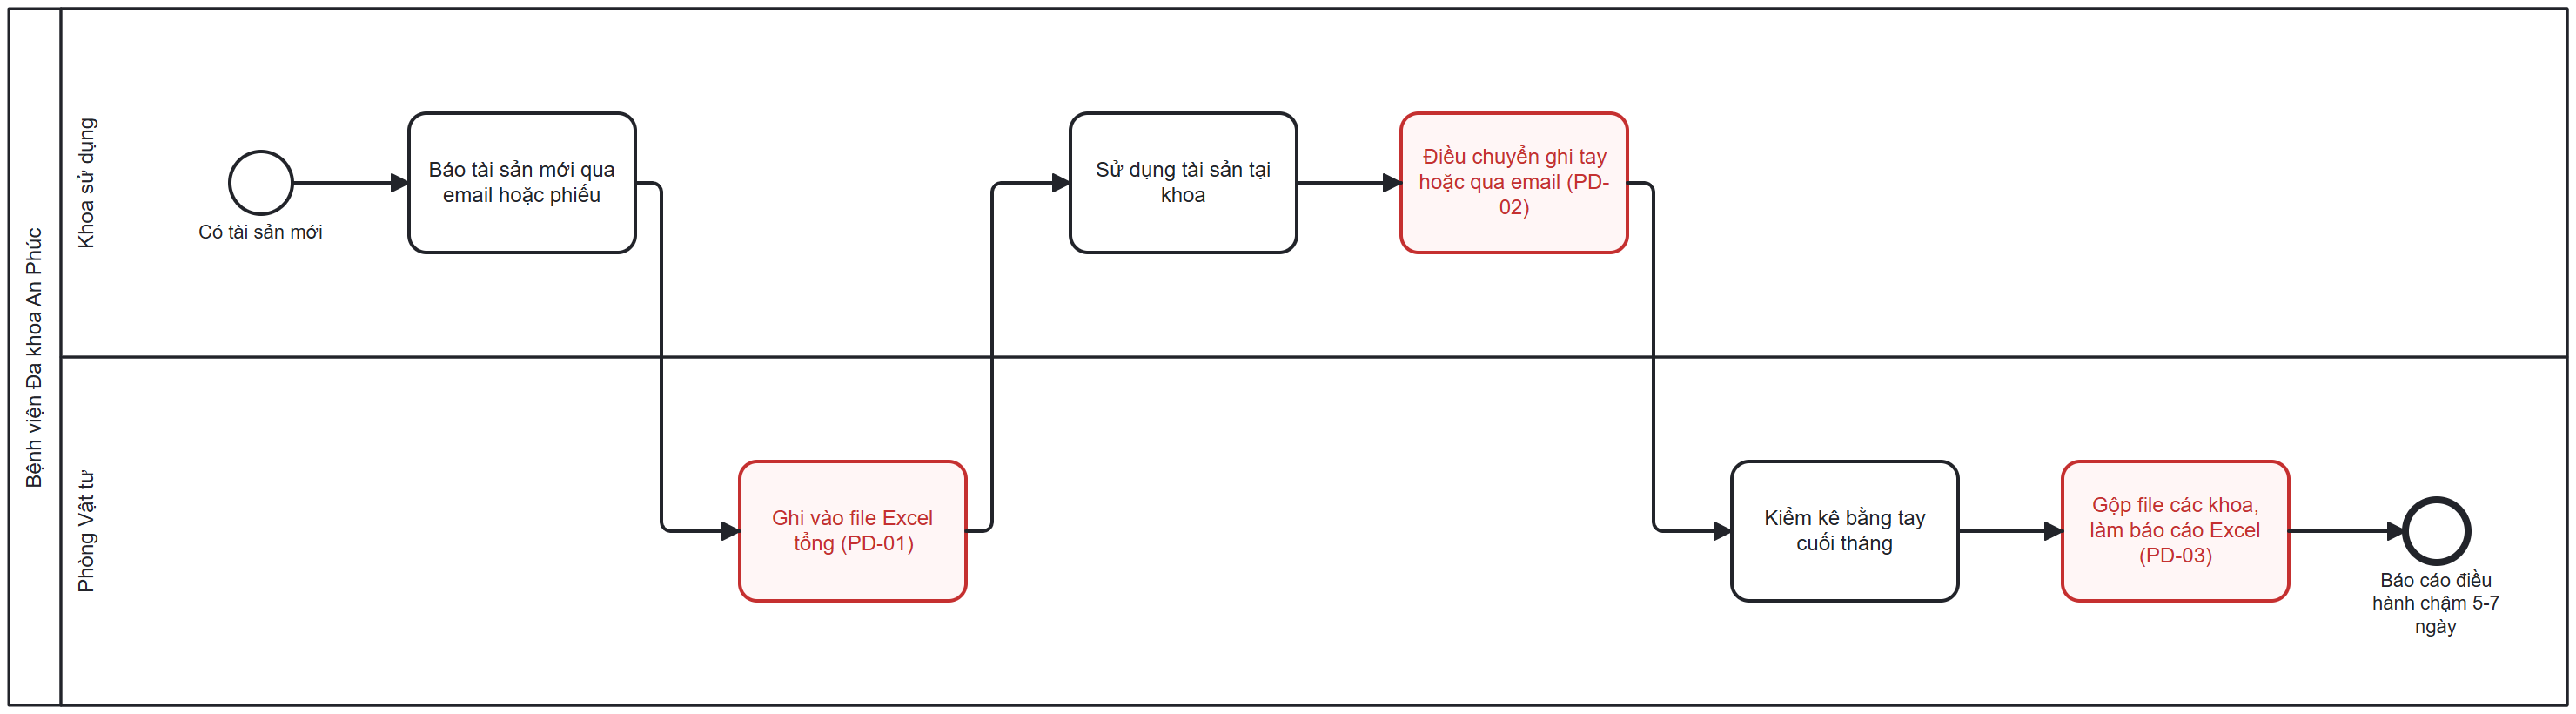 Bệnh viện Đa khoa An Phúc
Khoa sử dụng
Có tài sản mới
Báo tài sản mới qua
email hoặc phiếu
Sử dụng tài sản tại
khoa
Điều chuyển ghi tay
hoặc qua email (PD-
02)
Phòng Vật tư
Ghi vào file Excel
tổng (PD-01)
Kiểm kê bằng tay
cuối tháng
Gộp file các khoa,
làm báo cáo Excel
(PD-03)
Báo cáo điều
hành chậm 5-7
ngày